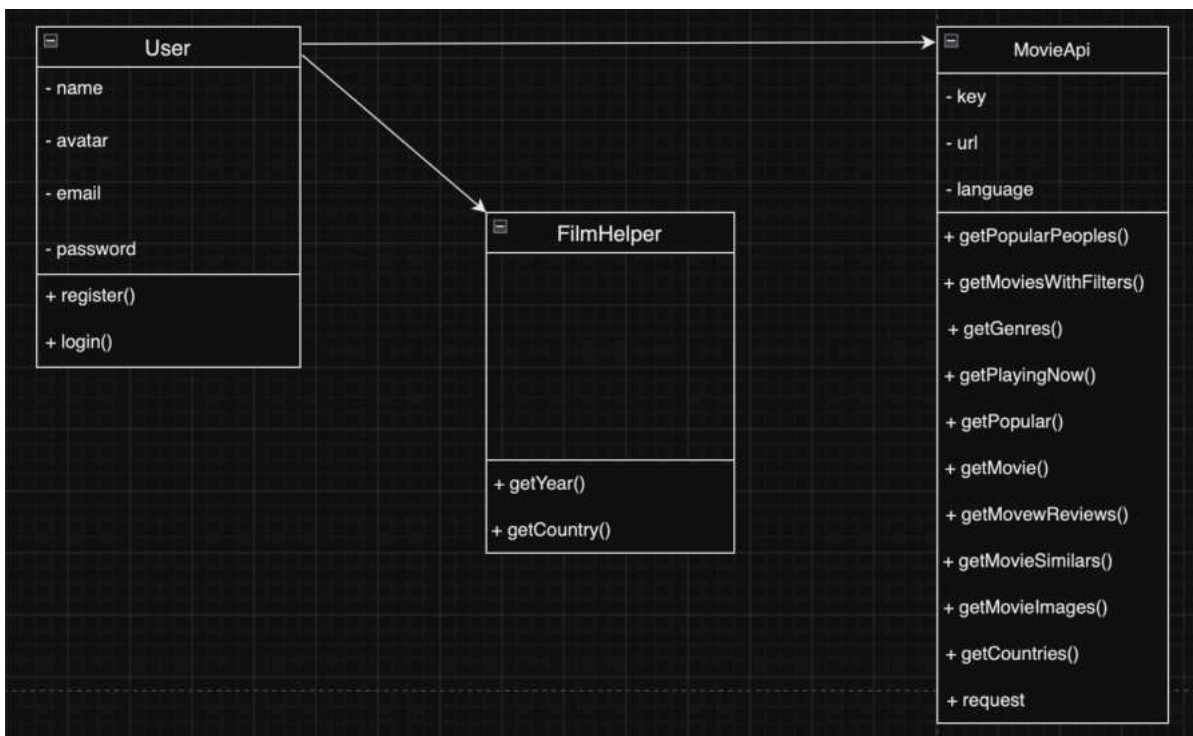 User
- name
- avatar
- email
- password
+ register()
+ login()
FilmHelper
+ getYear()
+ getCountry()
MovieApi
- key
- url
- language
+ getPopularPeoples()
+ getMoviesWithFilters()
+ getGenres()
+ getPlayingNow()
+ getPopular()
+ getMovie()
+ getMovewReviews()
+ getMovieSimilars()
+ getMovieImages()
+ getCountries()
+ request